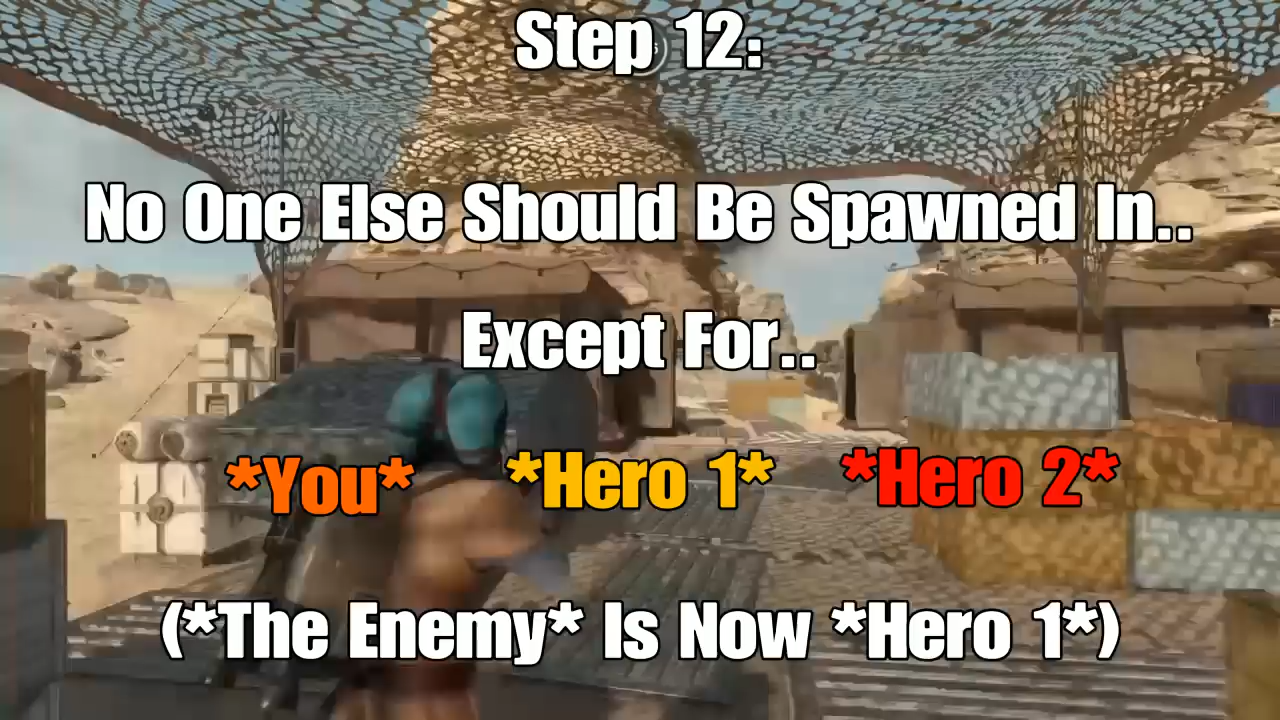 Step 12:
No One Else Should Be Spawned In..
Except For..
*You* *Hero 1* *Hero 2*
(*The Enemy* Is Now *Hero 1*)